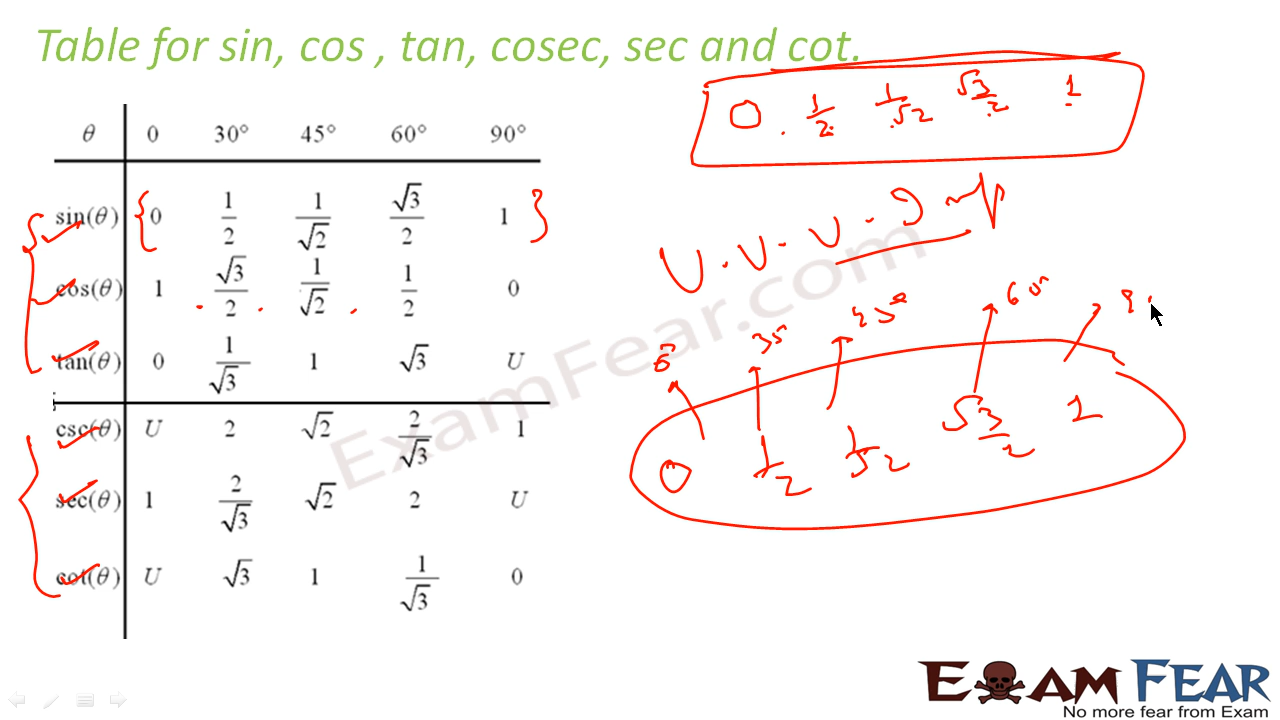 Table for sin, cos , tan, cosec, sec and cot.
θ 0 30° 45° 60° 90°
sin(θ) 0 1/2 1/√2 √3/2 1
cos(θ) 1 √3/2 1/√2 1/2 0
tan(θ) 0 1/√3 1 √3 U
csc(θ) U 2 √2 2/√3 1
sec(θ) 1 2/√3 √2 2 U
cot(θ) U √3 1 1/√3 0
0 1/2 1/√2 √3/2 1
U. V. V. Imp
60°
0 1/2 1/√2 √3/2 1
ExamFear.com
EXAM FEAR
No more fear from Exam